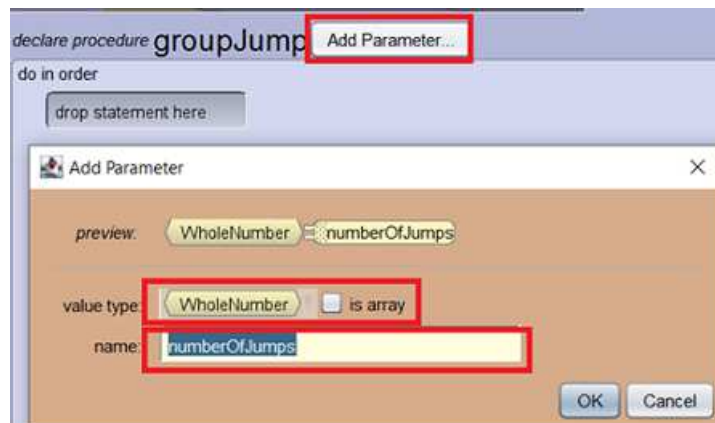 declare procedure groupJump Add Parameter...
do in order
drop statement here
Add Parameter
preview: WholeNumber numberOfJumps
value type: WholeNumber is array
name: numberOfJumps
OK Cancel